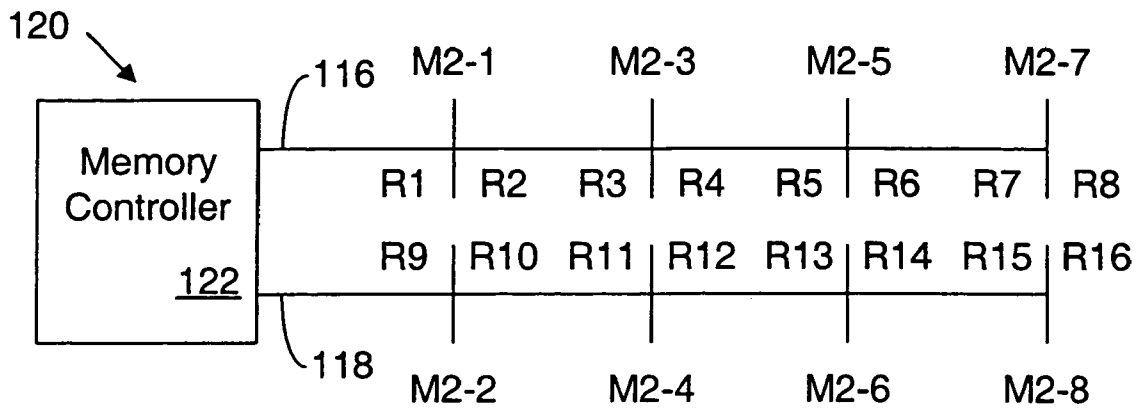 120
116
M2-1 M2-3 M2-5 M2-7
Memory
Controller
122
R1 R2 R3 R4 R5 R6 R7 R8
R9 R10 R11 R12 R13 R14 R15 R16
118
M2-2 M2-4 M2-6 M2-8